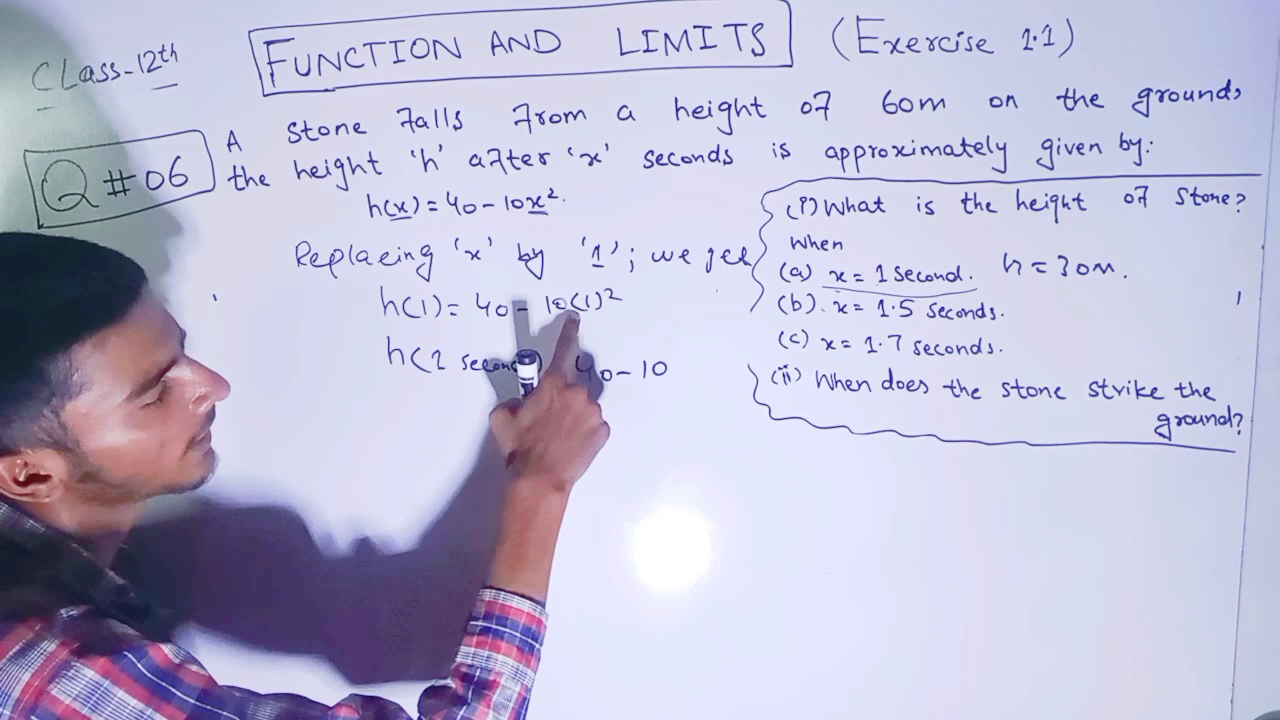 CLass-12th
FUNCTION AND LIMITS
(Exercise 1.1)
Q # 06
A stone falls from a height of 60m on the ground,
the height 'h' after 'x' seconds is approximately given by:
h(x) = 40 - 10x².
Replacing 'x' by '1'; we get
h(1) = 40 - 10(1)²
40 - 10
(i) What is the height of stone?
When
(a) x = 1 second. h = 30m.
(b). x = 1.5 seconds.
(c) x = 1.7 seconds.
(ii) When does the stone strike the
ground?